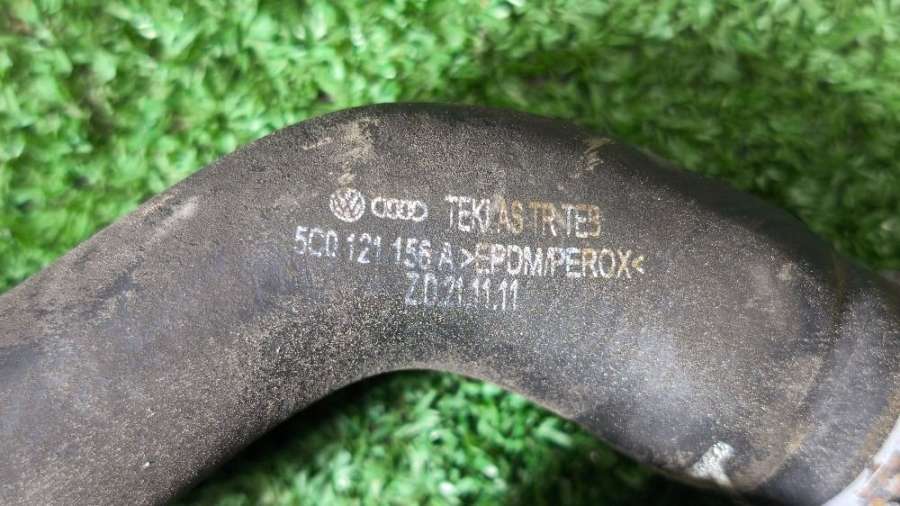 TEKLAS TR-TEB
5C0 121 156 A >EPDM/PEROX<
Z.D.21.11.11